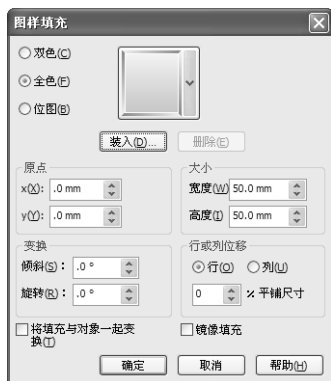 图样填充
双色(C)
全色(F)
位图(B)
装入(D)... 删除(E)
原点 大小
x(X): .0 mm 宽度(W) 50.0 mm
y(Y): .0 mm 高度(I) 50.0 mm
变换 行或列位移
倾斜(S): .0 ° 行(O) 列(U)
旋转(R): .0 ° 0 % 平铺尺寸
将填充与对象一起变 镜像填充
换(T)
确定 取消 帮助(H)